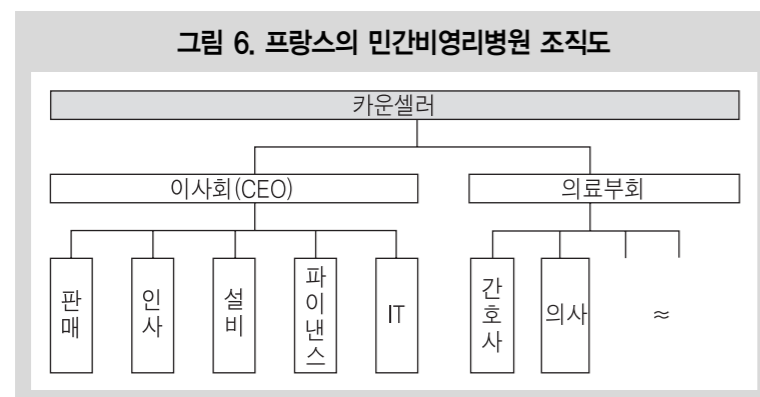 그림 6. 프랑스의 민간비영리병원 조직도
카운셀러
이사회(CEO)
의료부회
판매
인사
설비
파이낸스
IT
간호사
의사
≈